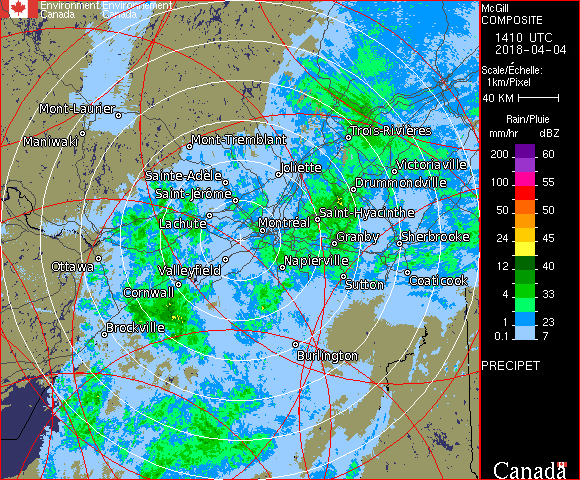 Environment Environnement
Canada Canada
McGill
COMPOSITE
1410 UTC
2018-04-04
Scale/Échelle:
1km/Pixel
40 KM
Rain/Pluie
mm/hr dBZ
200 60
150 57
100 55
50 50
24 45
12 40
4 33
1 23
0.1 7
PRECIPET
Canada
Mont-Laurier
Maniwaki
Mont-Tremblant
Trois-Rivières
Joliette
Victoriaville
Sainte-Adèle
Drummondville
Saint-Jérôme
Saint-Hyacinthe
Lachute
Montréal
Granby
Sherbrooke
Ottawa
Valleyfield
Napierville
Coaticook
Cornwall
Sutton
Brockville
Burlington